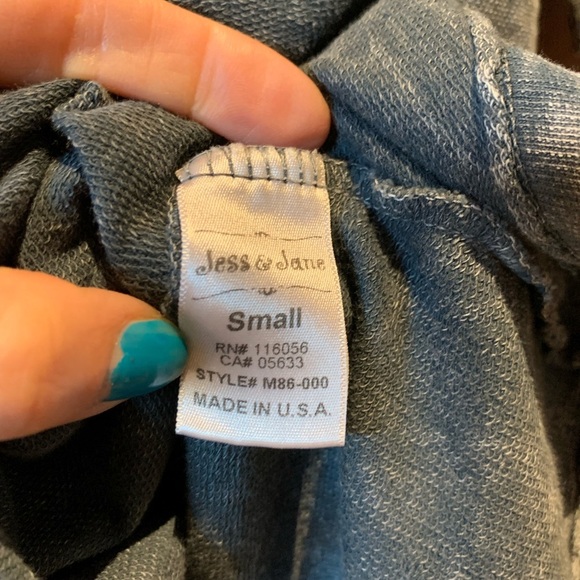 Jess & Jane
Small
RN# 116056
CA# 05633
STYLE# M86-000
MADE IN U.S.A.